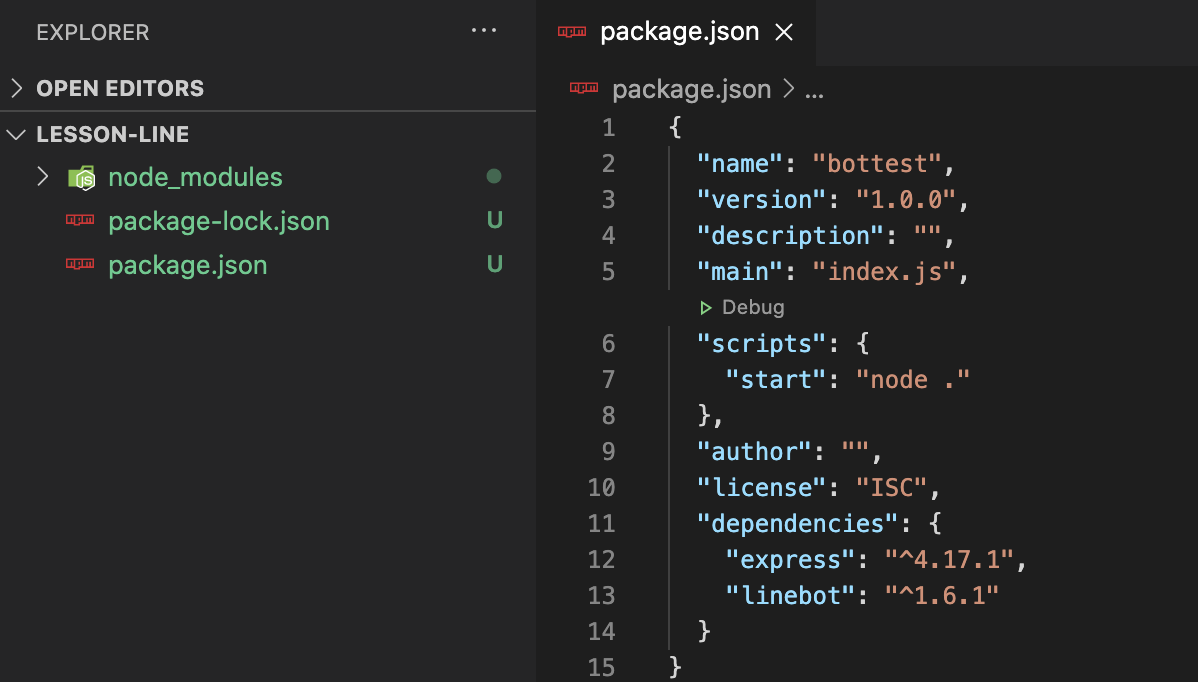 EXPLORER ...
OPEN EDITORS
LESSON-LINE
node_modules
package-lock.json U
package.json U
package.json
package.json > ...
1 {
2 "name": "bottest",
3 "version": "1.0.0",
4 "description": "",
5 "main": "index.js",
Debug
6 "scripts": {
7 "start": "node ."
8 },
9 "author": "",
10 "license": "ISC",
11 "dependencies": {
12 "express": "^4.17.1",
13 "linebot": "^1.6.1"
14 }
15 }